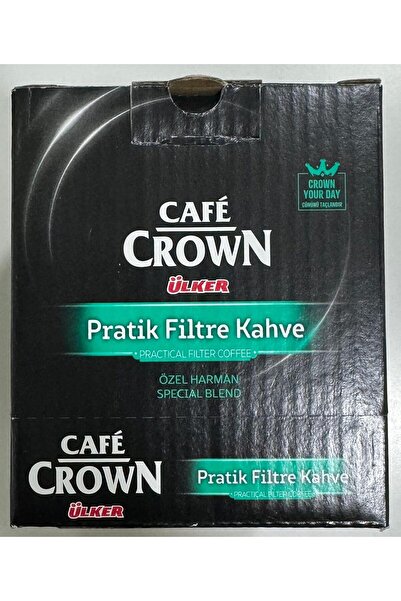 CROWN
YOUR DAY
GÜNÜNÜ TAÇLANDIR
CAFÉ
CROWN
ÜLKER
Pratik Filtre Kahve
• PRACTICAL FILTER COFFEE •
ÖZEL HARMAN
SPECIAL BLEND
CAFÉ
CROWN
ÜLKER
Pratik Filtre Kahve
• PRACTICAL FILTER COFFEE •